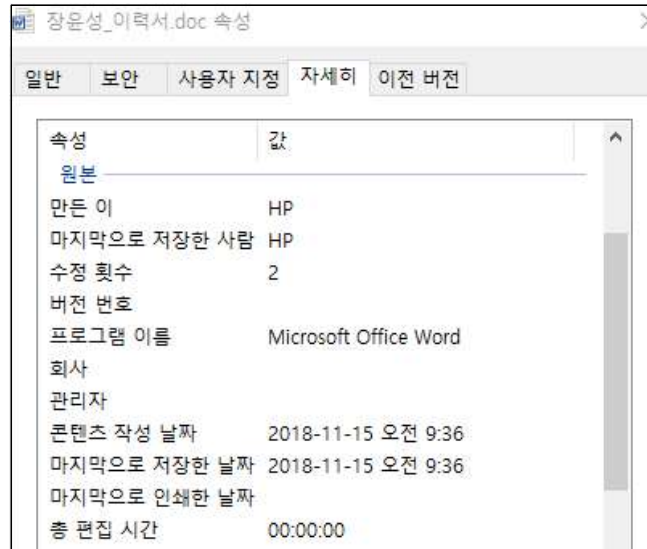 장윤성_이력서.doc 속성
일반 보안 사용자 지정 자세히 이전 버전
속성 값
원본
만든 이 HP
마지막으로 저장한 사람 HP
수정 횟수 2
버전 번호
프로그램 이름 Microsoft Office Word
회사
관리자
콘텐츠 작성 날짜 2018-11-15 오전 9:36
마지막으로 저장한 날짜 2018-11-15 오전 9:36
마지막으로 인쇄한 날짜
총 편집 시간 00:00:00